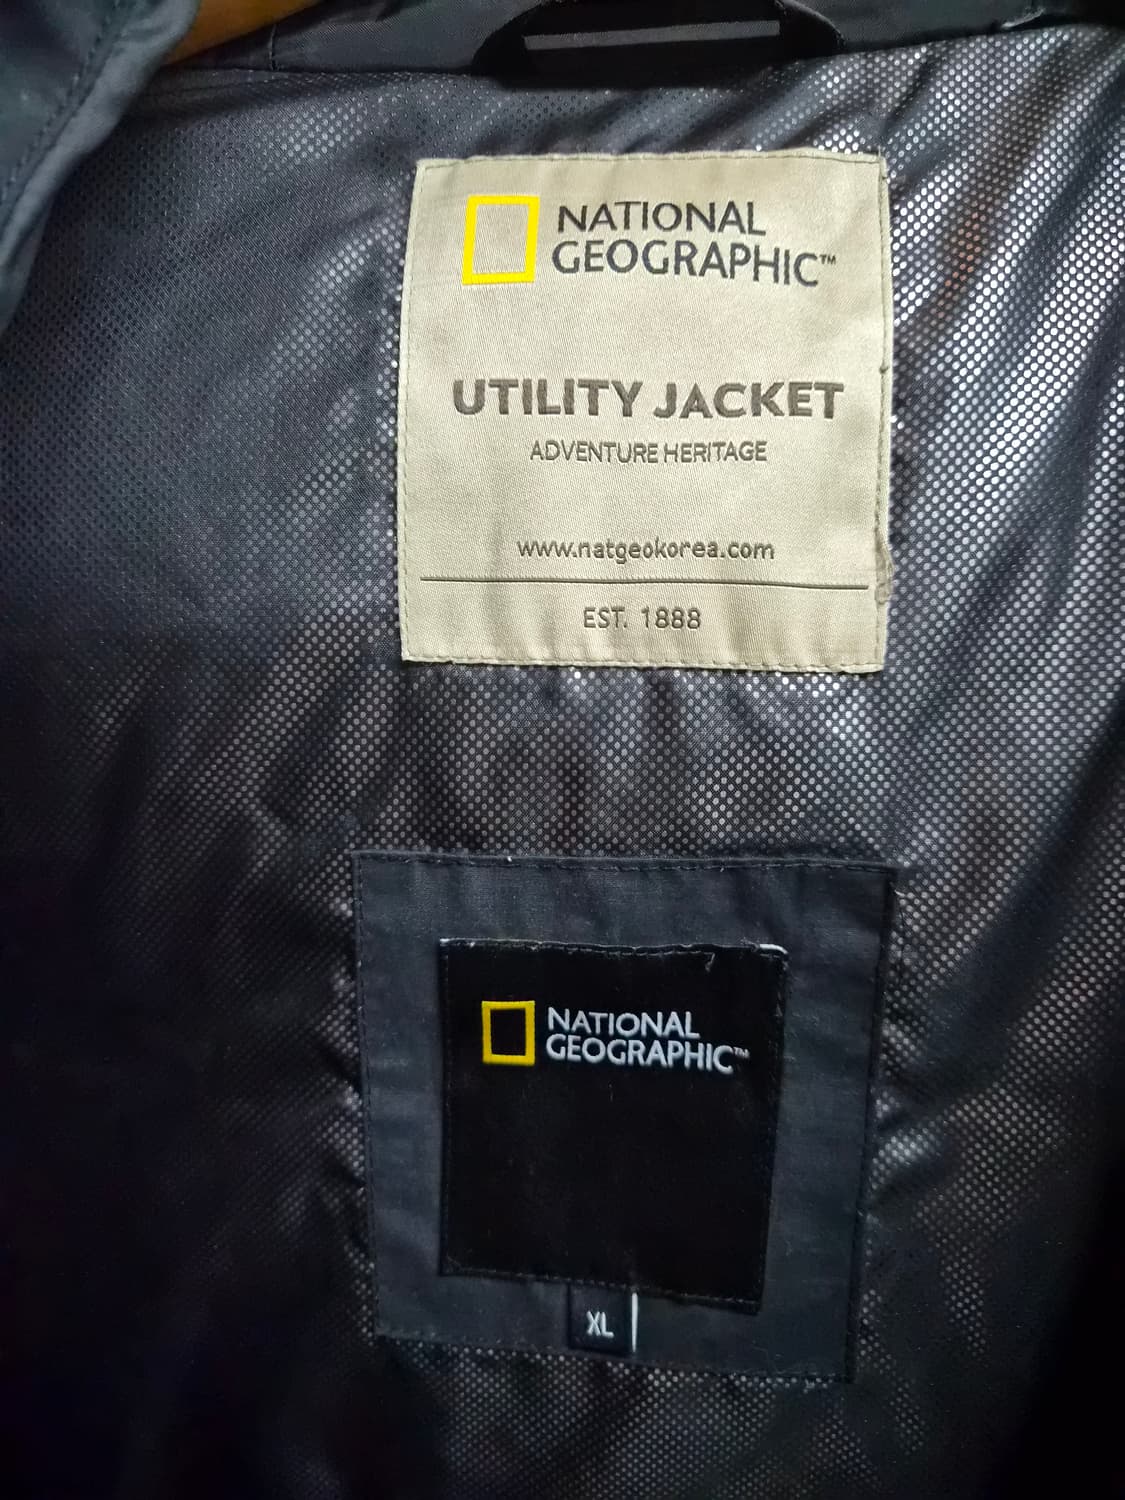 NATIONAL
GEOGRAPHIC™
UTILITY JACKET
ADVENTURE HERITAGE
www.natgeokorea.com
EST. 1888
NATIONAL
GEOGRAPHIC™
XL